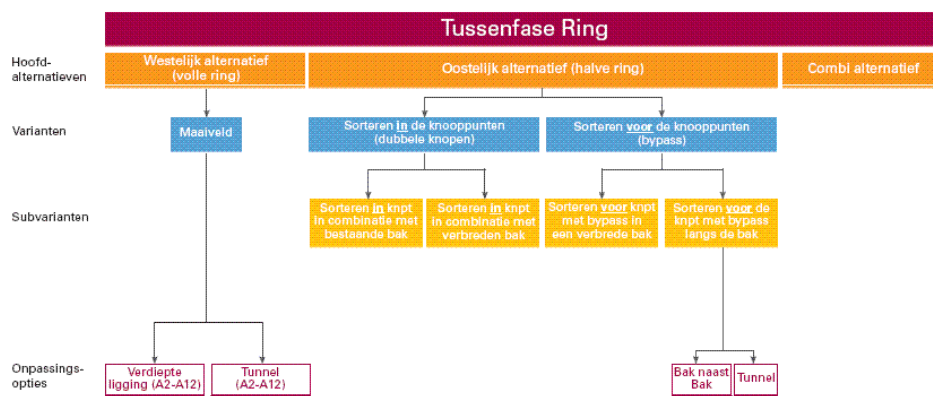 Tussenfase Ring
Hoofd-
alternatieven
Westelijk alternatief
(volle ring)
Oostelijk alternatief (halve ring)
Combi alternatief
Varianten
Maaiveld
Sorteren in de knooppunten
(dubbele knopen)
Sorteren voor de knooppunten
(bypass)
Subvarianten
Sorteren in knpt
in combinatie met
bestaande bak
Sorteren in knpt
in combinatie met
verbreden bak
Sorteren voor knpt
met bypass in
een verbrede bak
Sorteren voor de
knpt met bypass
langs de bak
Onpassings-
opties
Verdiepte
ligging (A2-A12)
Tunnel
(A2-A12)
Bak naast
Bak
Tunnel